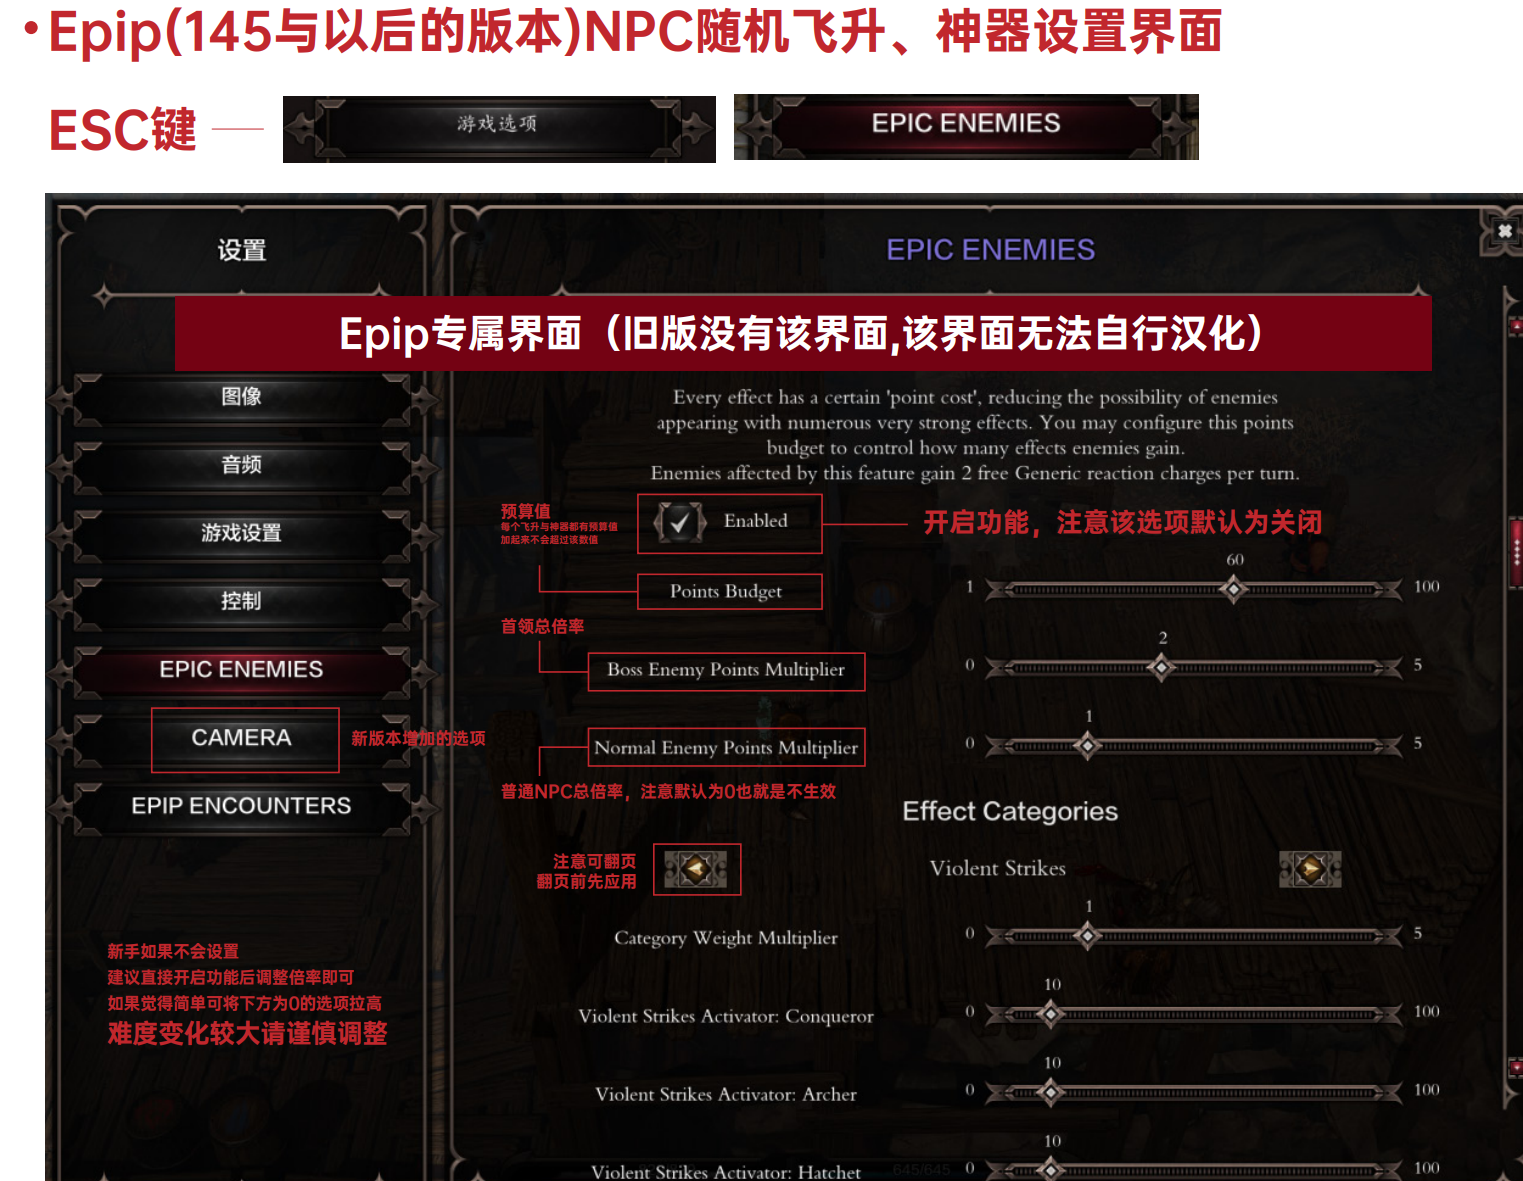 •Epip(145与以后的版本)NPC随机飞升、神器设置界面
ESC键
游戏选项
EPIC ENEMIES
设置
EPIC ENEMIES
Epip专属界面（旧版没有该界面,该界面无法自行汉化）
图像
音频
游戏设置
控制
EPIC ENEMIES
CAMERA
新版本增加的选项
EPIP ENCOUNTERS
新手如果不会设置
建议直接开启功能后调整倍率即可
如果觉得简单可将下方为0的选项拉高
难度变化较大请谨慎调整
Every effect has a certain 'point cost', reducing the possibility of enemies
appearing with numerous very strong effects. You may configure this points
budget to control how many effects enemies gain.
Enemies affected by this feature gain 2 free Generic reaction charges per turn.
预算值
每个飞升与神器都有预算值
加起来不会超过该数值
Enabled
开启功能，注意该选项默认为关闭
Points Budget
1
60
100
首领总倍率
Boss Enemy Points Multiplier
0
2
5
Normal Enemy Points Multiplier
0
1
5
普通NPC总倍率，注意默认为0也就是不生效
Effect Categories
注意可翻页
翻页前先应用
Violent Strikes
Category Weight Multiplier
0
1
5
Violent Strikes Activator: Conqueror
0
10
100
Violent Strikes Activator: Archer
0
10
100
Violent Strikes Activator: Hatchet
645/645
0
10
100